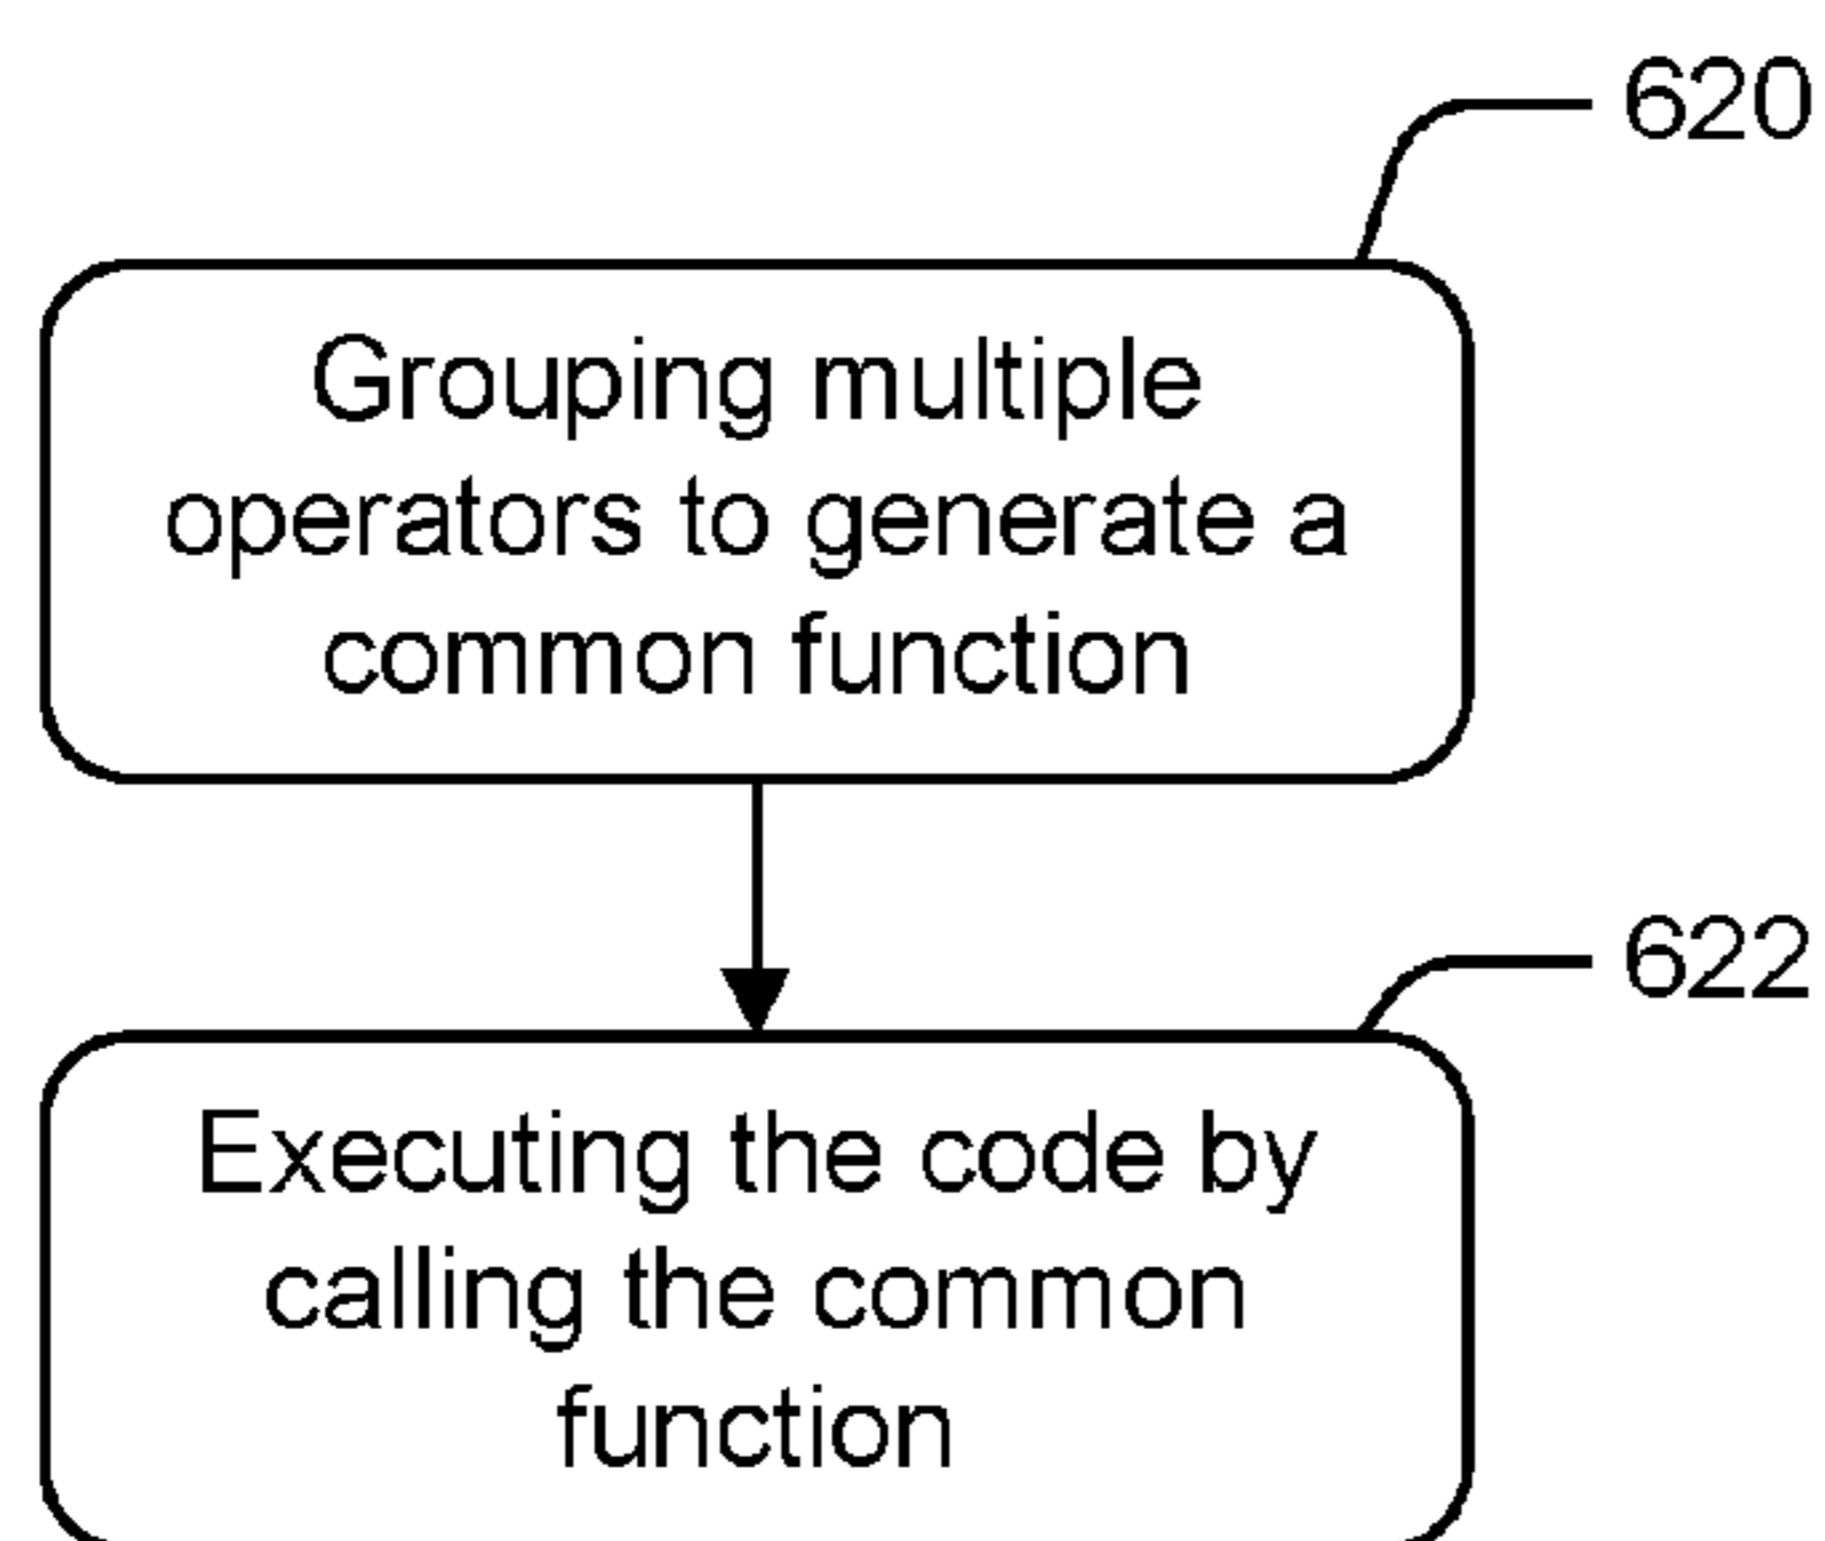 620
Grouping multiple
operators to generate a
common function
622
Executing the code by
calling the common
function